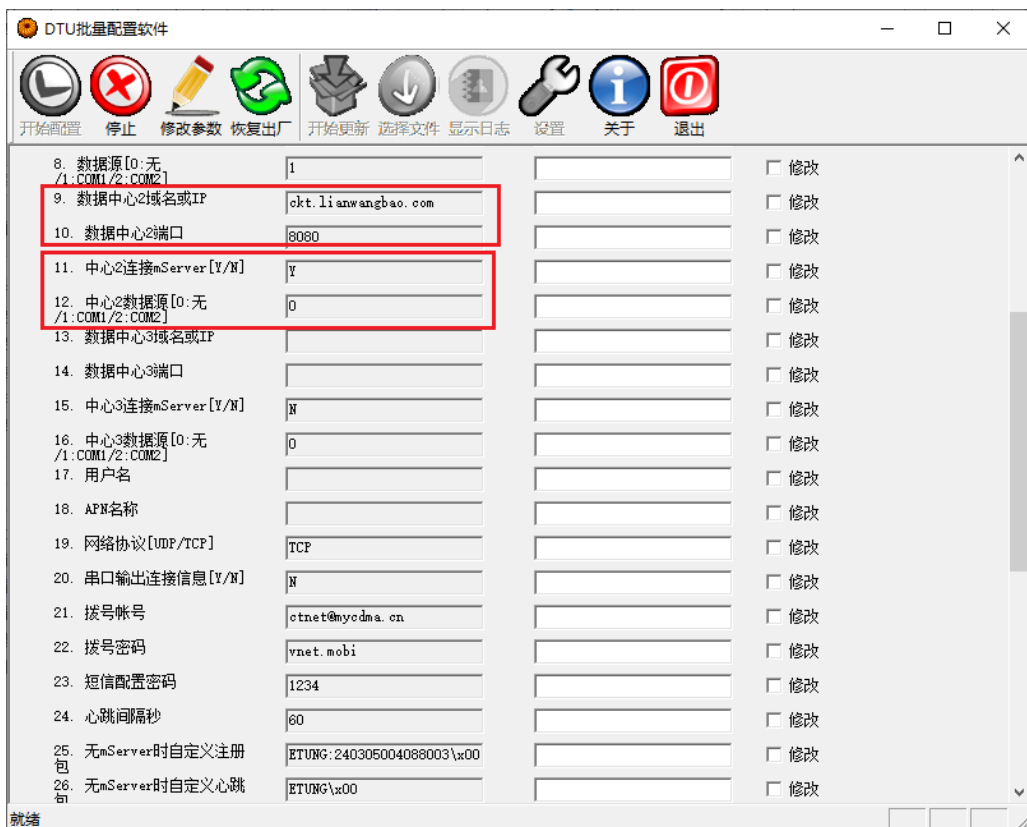 DTU批量配置软件
开始配置 停止 修改参数 恢复出厂 开始更新 选择文件 显示日志 设置 关于 退出
8. 数据源[0:无
/1:COM1/2:COM2] 1 修改
9. 数据中心2域名或IP ckt.lianwangbao.com 修改
10. 数据中心2端口 8080 修改
11. 中心2连接mServer[Y/N] Y 修改
12. 中心2数据源[0:无
/1:COM1/2:COM2] 0 修改
13. 数据中心3域名或IP 修改
14. 数据中心3端口 修改
15. 中心3连接mServer[Y/N] N 修改
16. 中心3数据源[0:无
/1:COM1/2:COM2] 0 修改
17. 用户名 修改
18. APN名称 修改
19. 网络协议[UDP/TCP] TCP 修改
20. 串口输出连接信息[Y/N] N 修改
21. 拨号帐号 ctnet@mycdma.cn 修改
22. 拨号密码 vnet.mobi 修改
23. 短信配置密码 1234 修改
24. 心跳间隔秒 60 修改
25. 无mServer时自定义注册
包 ETUNG:240305004088003\x00 修改
26. 无mServer时自定义心跳
包 ETUNG\x00 修改
就绪